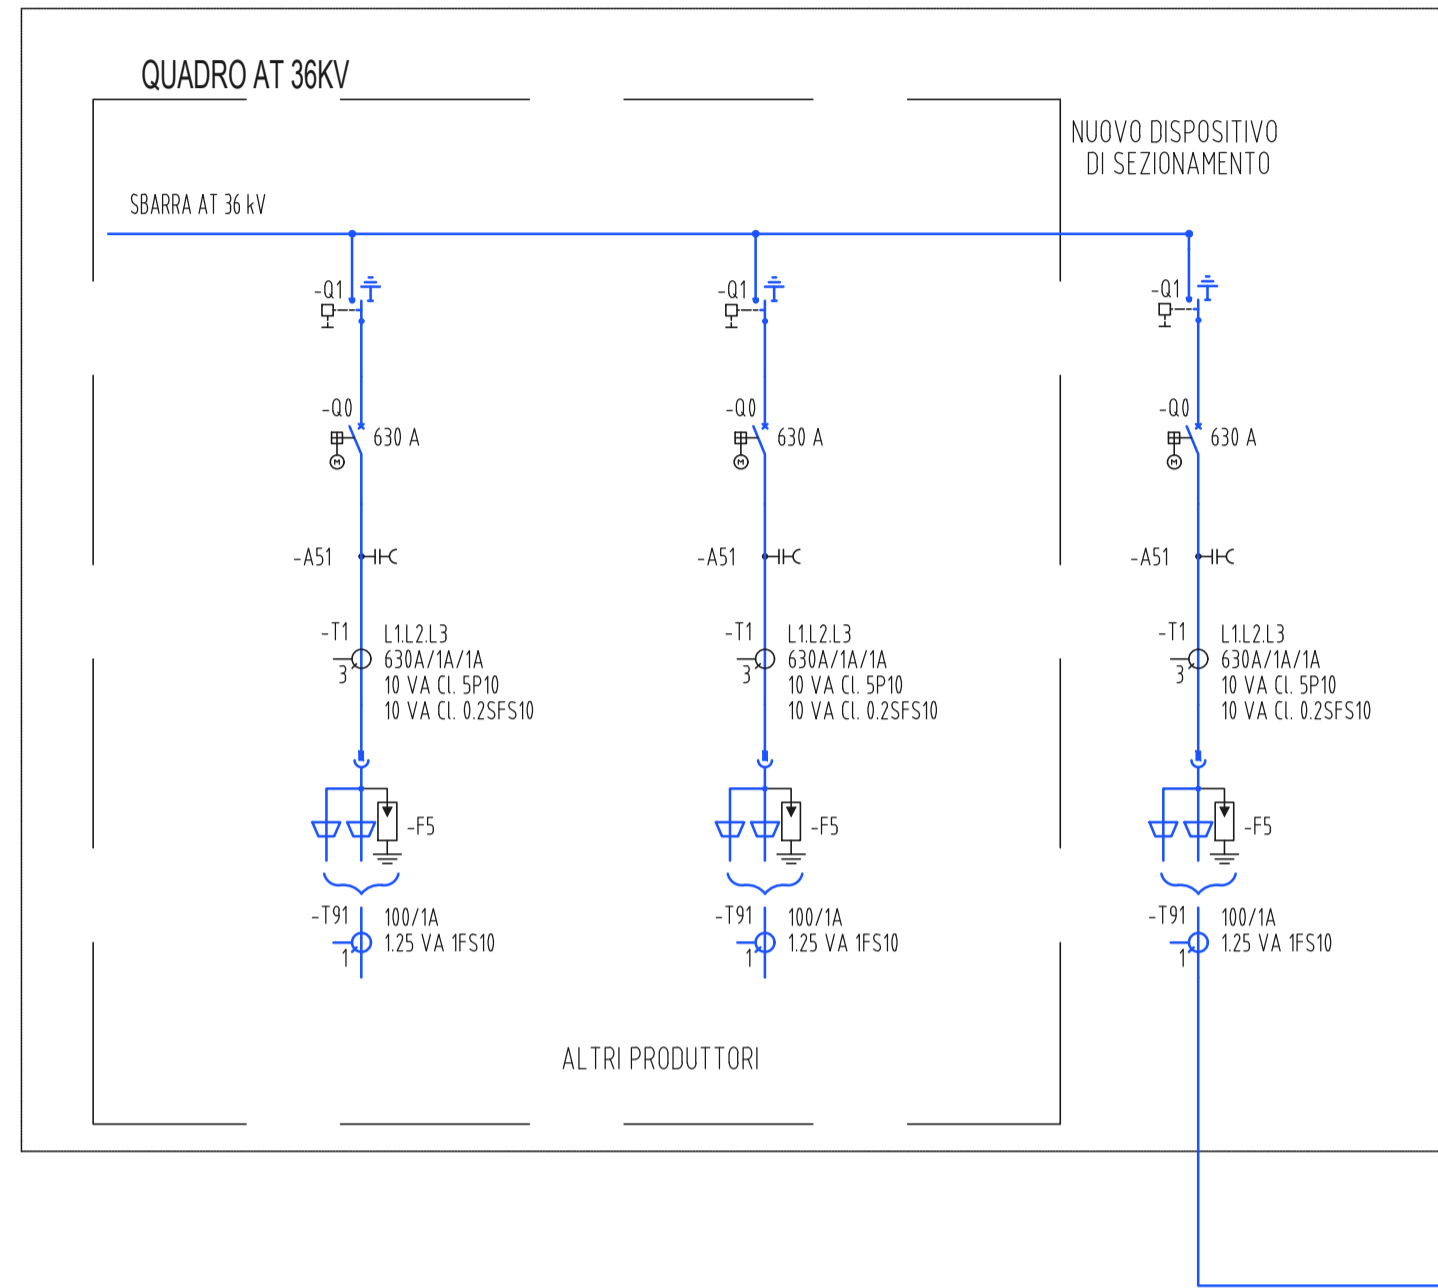 QUADRO AT 36KV
NUOVO DISPOSITIVO
DI SEZIONAMENTO
SBARRA AT 36 kV
-Q1
-Q1
-Q1
-Q0
630 A
-Q0
630 A
-Q0
630 A
M
M
M
-A51
-A51
-A51
-T1
L1.L2.L3
3
630A/1A/1A
10 VA Cl. 5P10
10 VA Cl. 0.2SFS10
-T1
L1.L2.L3
3
630A/1A/1A
10 VA Cl. 5P10
10 VA Cl. 0.2SFS10
-T1
L1.L2.L3
3
630A/1A/1A
10 VA Cl. 5P10
10 VA Cl. 0.2SFS10
-F5
-F5
-F5
-T91
100/1A
1
1.25 VA 1FS10
-T91
100/1A
1
1.25 VA 1FS10
-T91
100/1A
1
1.25 VA 1FS10
ALTRI PRODUTTORI